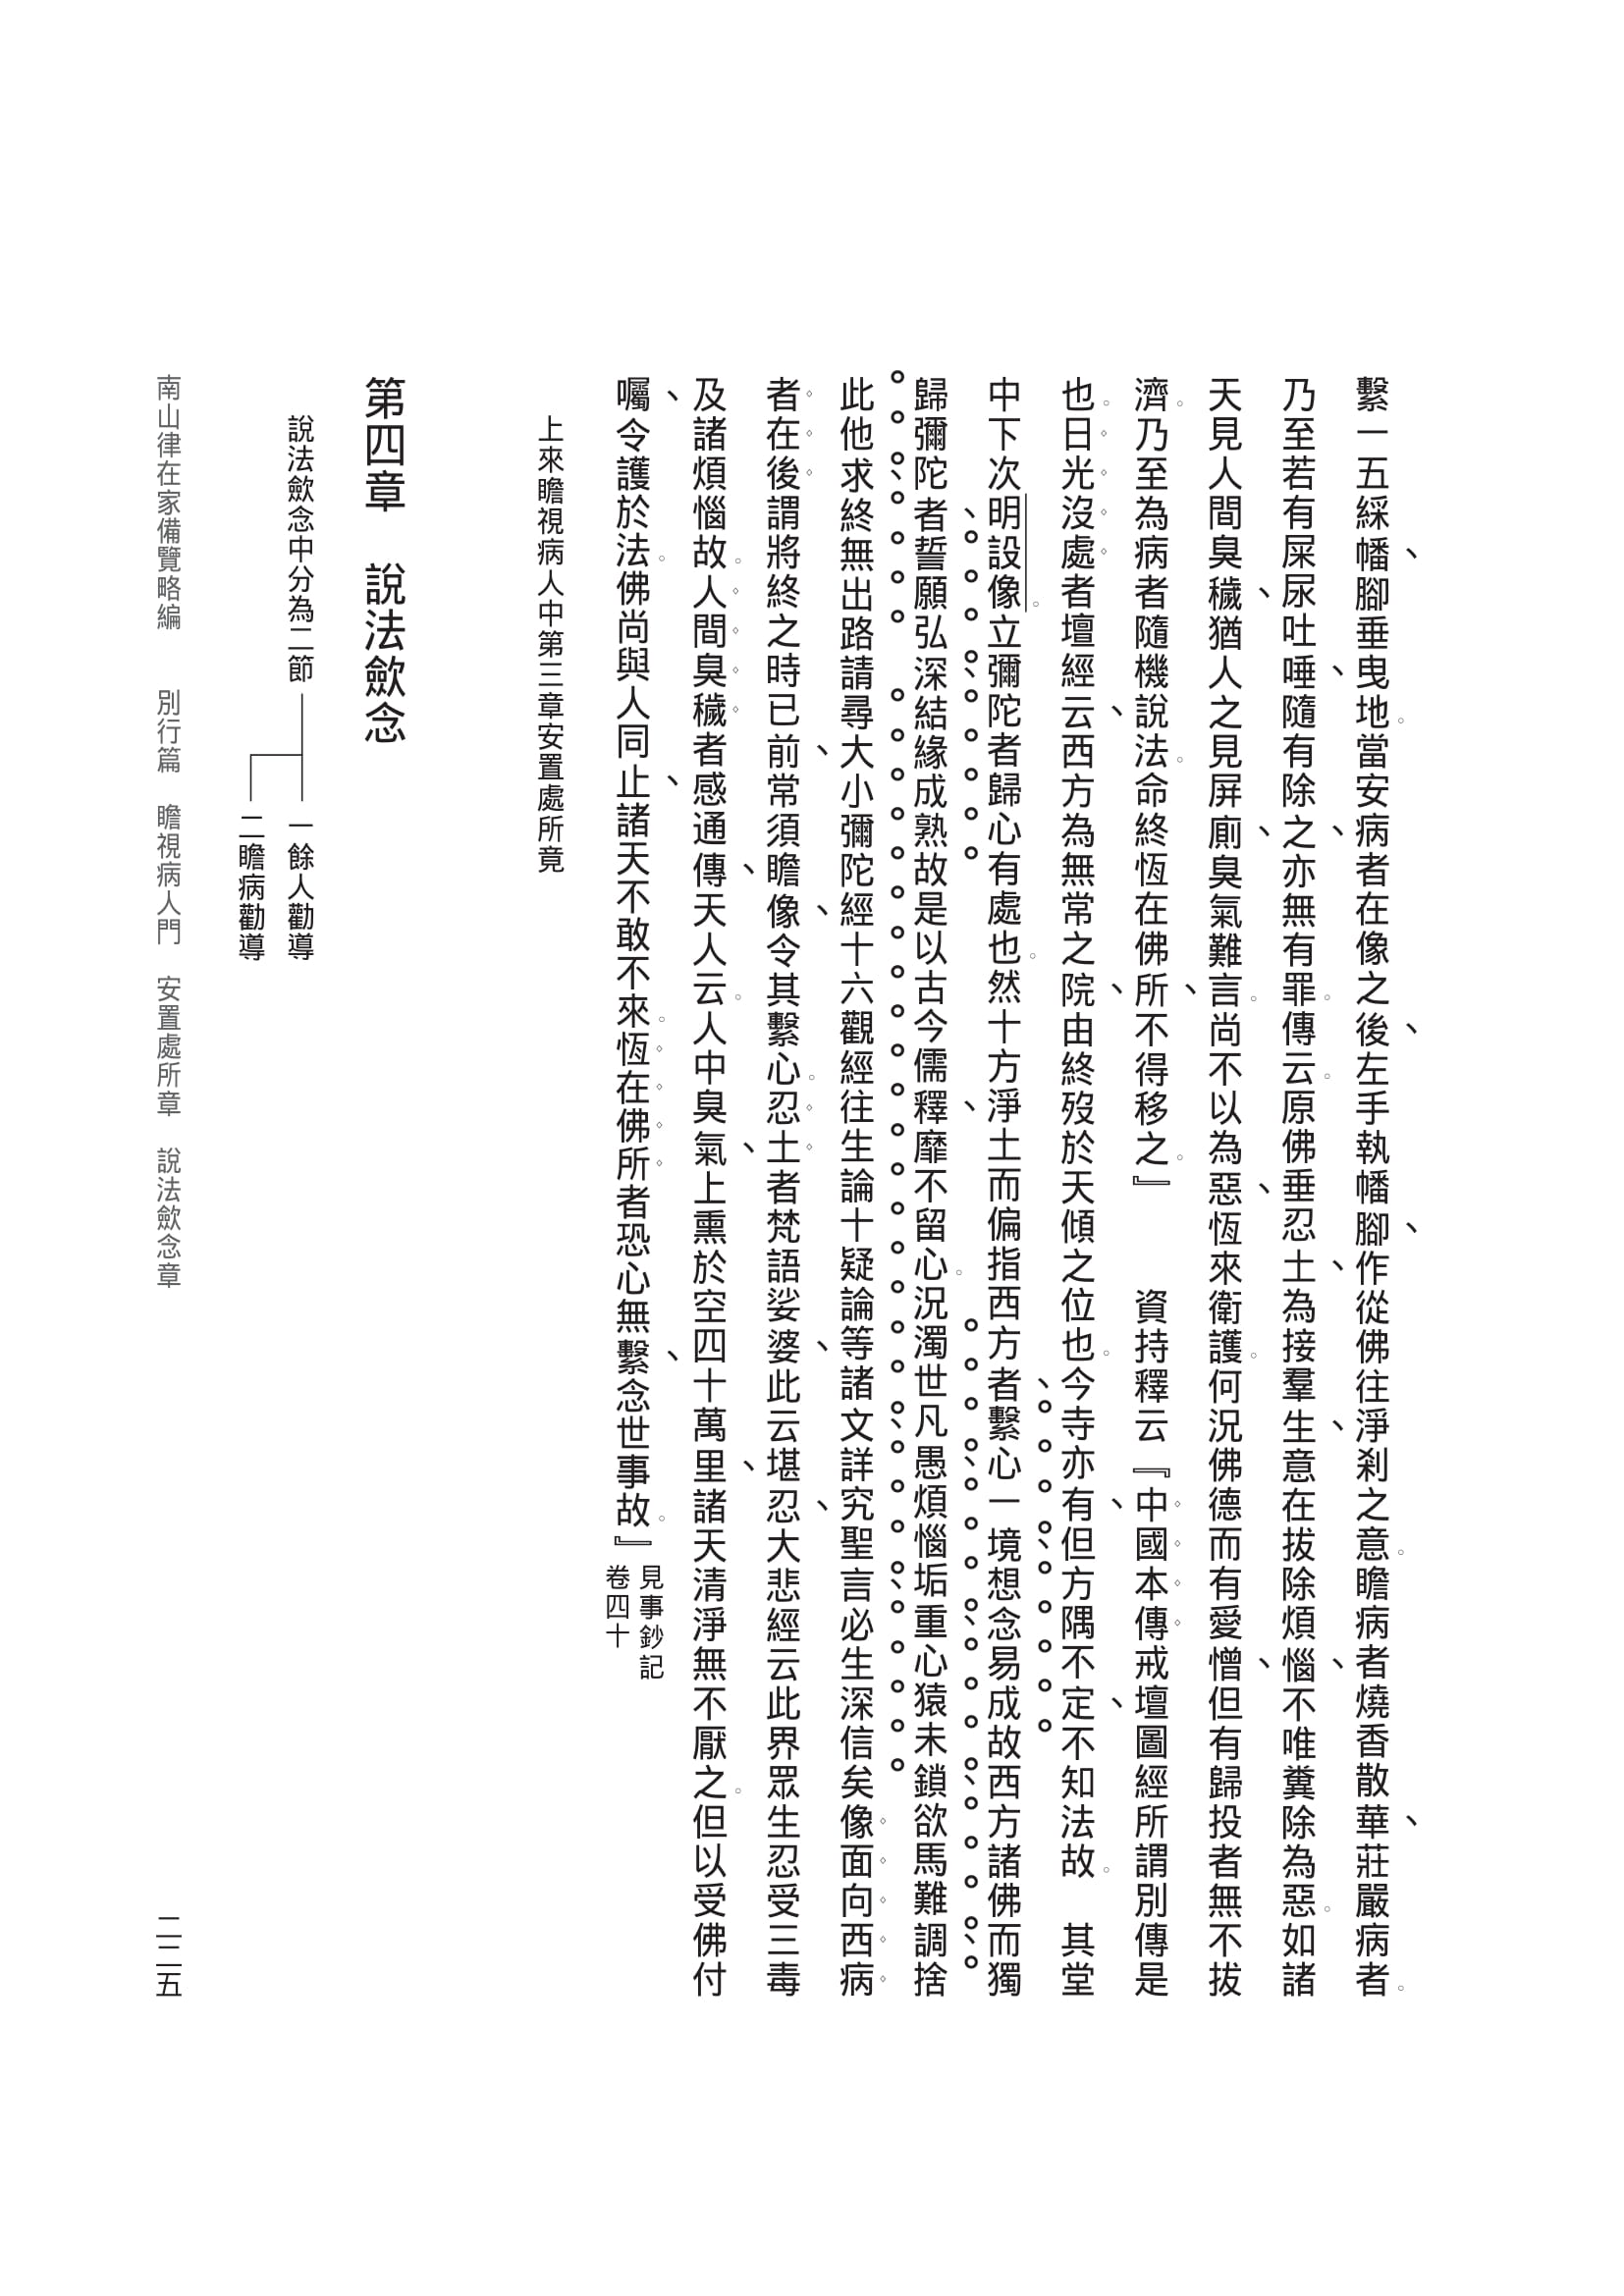 繫一五綵幡、腳垂曳地。當安病者在像之後、左手執幡腳、作從佛往淨剎之意。瞻病者燒香散華、莊嚴病者。
乃至若有屎尿吐唾、隨有除之、亦無有罪。傳云。原佛垂忍土、為接羣生、意在拔除煩惱、不唯糞除為惡。如諸
天見人間臭穢、猶人之見屏廁、臭氣難言。尚不以為惡、恆來衛護。何況佛德而有愛憎、但有歸投者無不拔
濟。乃至為病者隨機說法。命終恆在佛所、不得移之。』　　資持釋云『中國本傳戒壇圖經所謂別傳是
也。日光沒處者壇經云、西方為無常之院、由終歿於天傾之位也。今寺亦有、但方隅不定、不知法故。　其堂
中下次明設像。立彌陀者歸心有處也。然十方淨土而偏指西方者、繫心一境、想念易成故、西方諸佛而獨
歸彌陀者、誓願弘深、結緣成熟故。是以古今儒釋、靡不留心。況濁世凡愚、煩惱垢重、心猿未鎖、欲馬難調、捨
此他求、終無出路。請尋大小彌陀經十六觀經往生論十疑論等諸文、詳究聖言、必生深信矣。像面向西病
者在後謂將終之時已前、常須瞻像、令其繫心。忍土者梵語娑婆、此云堪忍、大悲經云此界眾生忍受三毒
及諸煩惱故。人間臭穢者感通傳、天人云。人中臭氣、上熏於空四十萬里、諸天清淨無不厭之。但以受佛付
囑、令護於法。佛尚與人同止、諸天不敢不來。恆在佛所者恐心無繫、念世事故。』見事鈔記
卷四十
上來瞻視病人中第三章安置處所竟
第四章　說法歛念
說法歛念中分為二節
一餘人勸導
二瞻病勸導
南山律在家備覽略編　　別行篇　瞻視病人門　安置處所章　說法歛念章
二二五